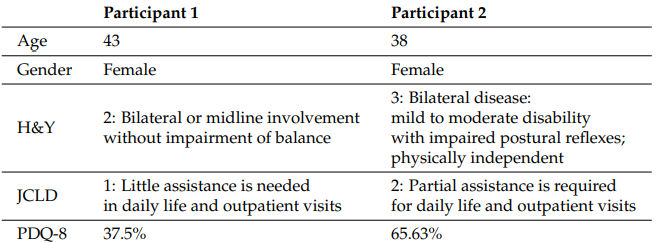 Participant 1 Participant 2
Age 43 38
Gender Female Female
H&Y 2: Bilateral or midline involvement without impairment of balance 3: Bilateral disease: mild to moderate disability with impaired postural reflexes; physically independent
JCLD 1: Little assistance is needed in daily life and outpatient visits 2: Partial assistance is required for daily life and outpatient visits
PDQ-8 37.5% 65.63%